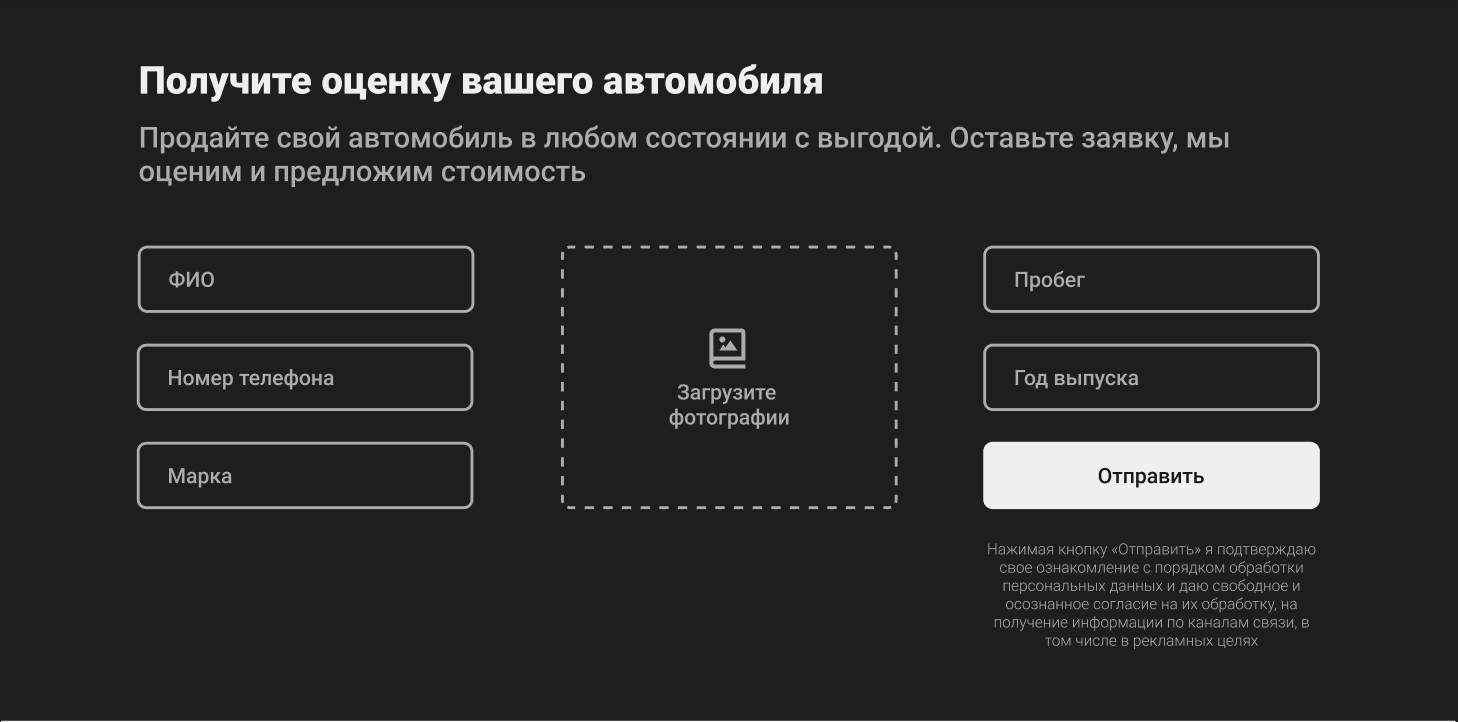 Получите оценку вашего автомобиля
Продайте свой автомобиль в любом состоянии с выгодой. Оставьте заявку, мы
оценим и предложим стоимость
ФИО
Номер телефона
Марка
Загрузите
фотографии
Пробег
Год выпуска
Отправить
Нажимая кнопку «Отправить» я подтверждаю
свое ознакомление с порядком обработки
персональных данных и даю свободное и
осознанное согласие на их обработку, на
получение информации по каналам связи, в
том числе в рекламных целях